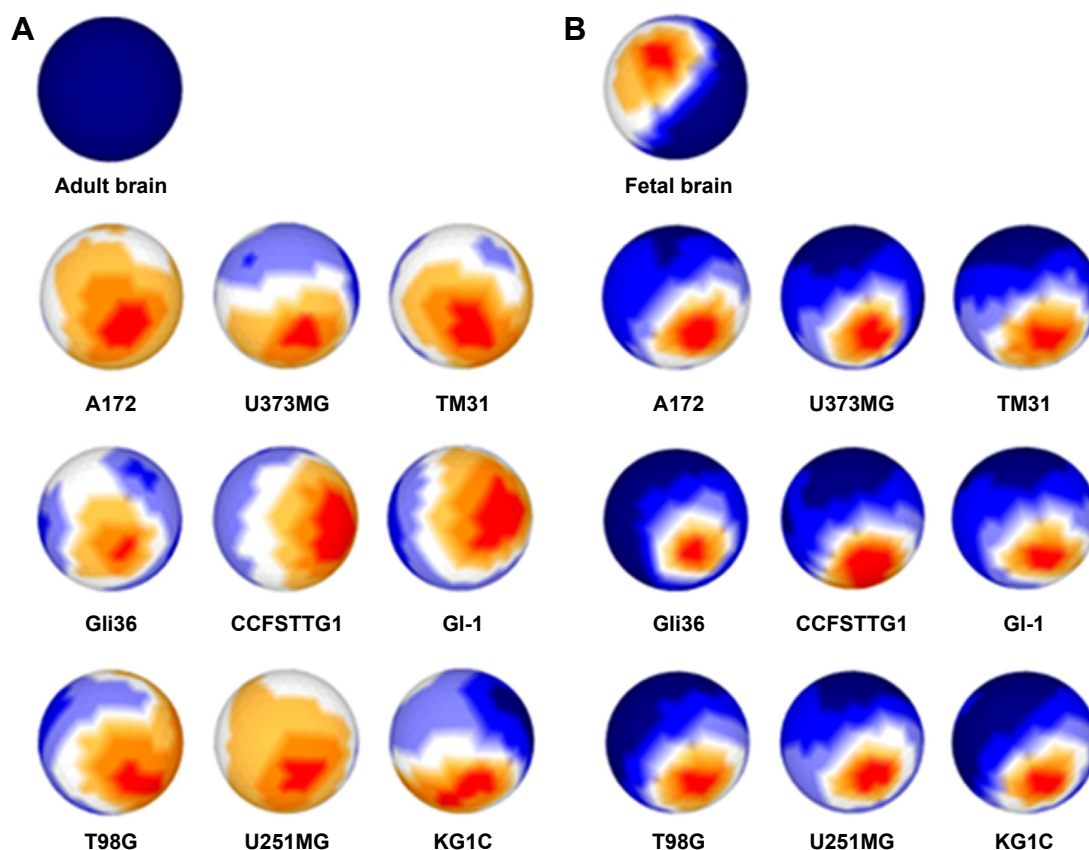 A
B
Adult brain
Fetal brain
A172
U373MG
TM31
A172
U373MG
TM31
Gli36
CCFSTTG1
GI-1
Gli36
CCFSTTG1
GI-1
T98G
U251MG
KG1C
T98G
U251MG
KG1C